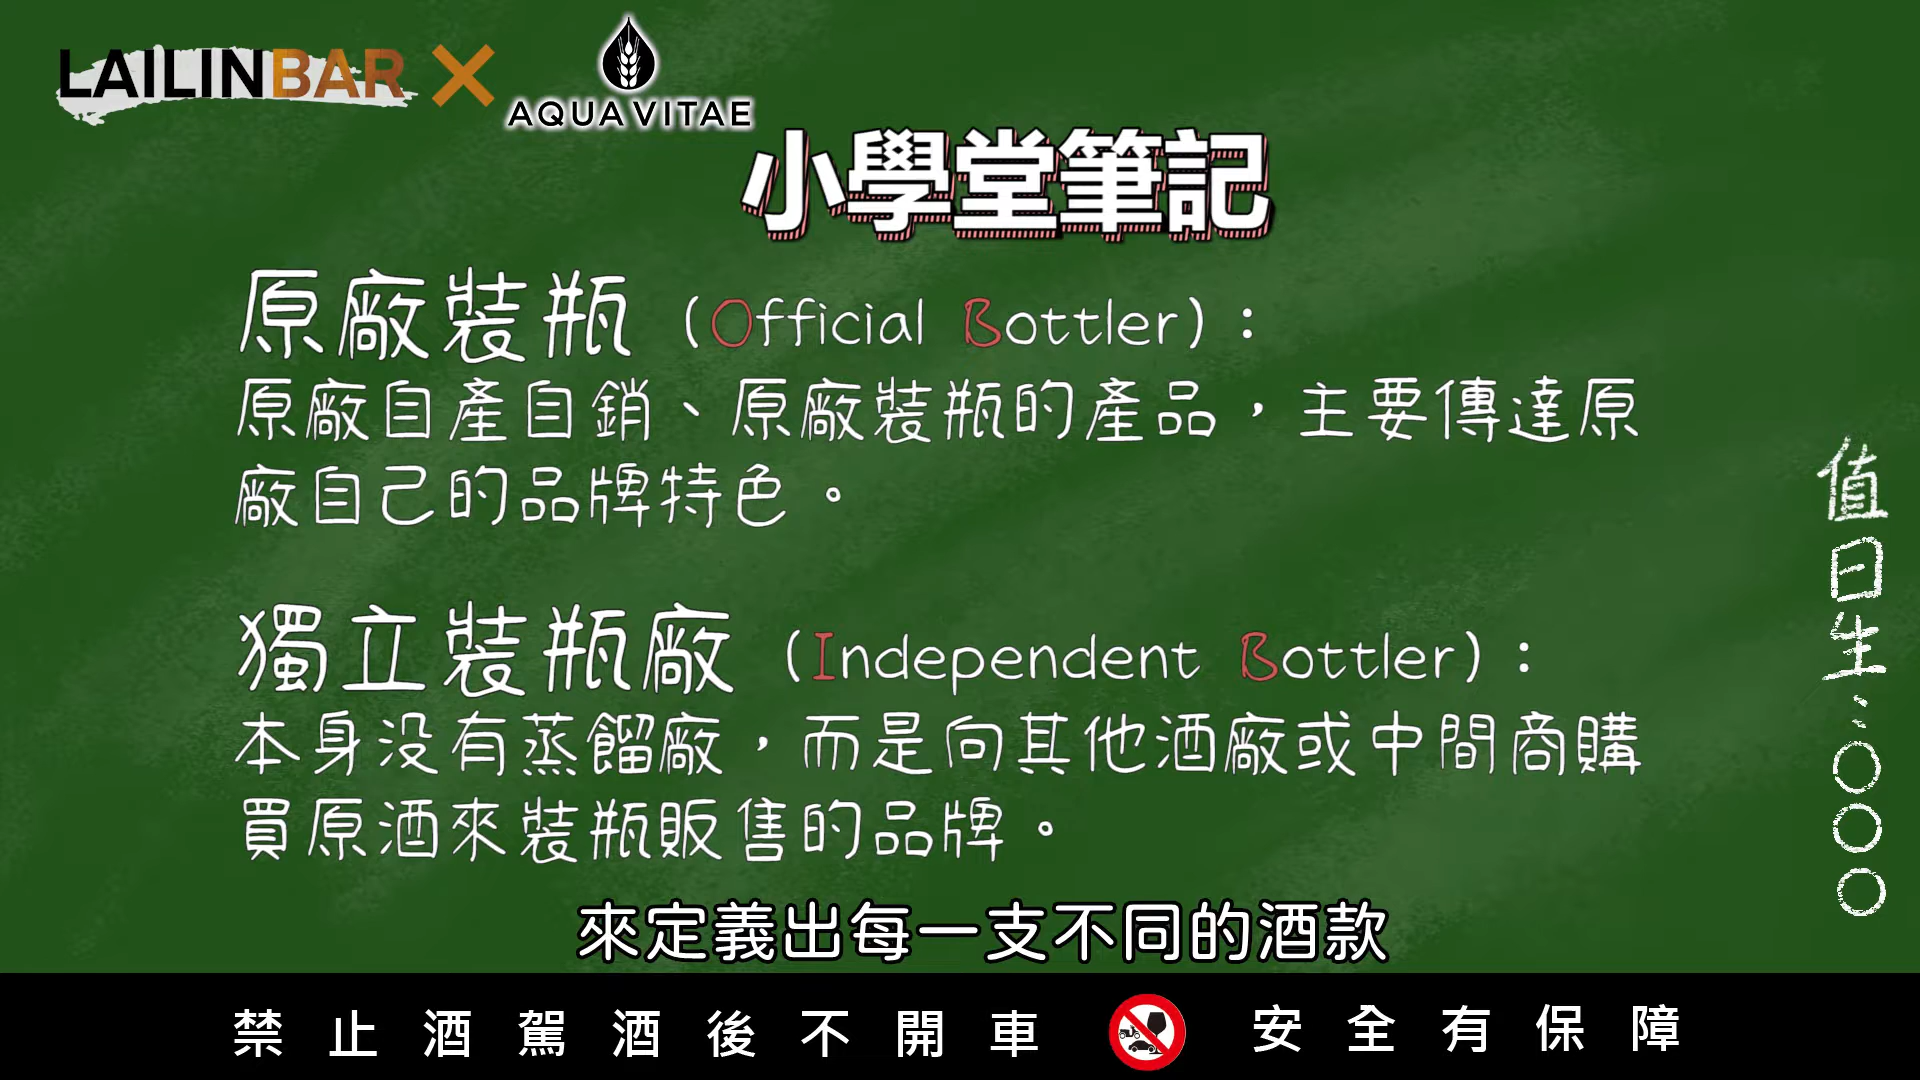 LAILINBAR X AQUA VITAE
小學堂筆記
原廠裝瓶（Official Bottler）：
原廠自產自銷、原廠裝瓶的產品，主要傳達原
廠自己的品牌特色。
獨立裝瓶廠（Independent Bottler）：
本身沒有蒸餾廠，而是向其他酒廠或中間商購
買原酒來裝瓶販售的品牌。
值日生：〇〇〇
來定義出每一支不同的酒款
禁止酒駕酒後不開車 安全有保障